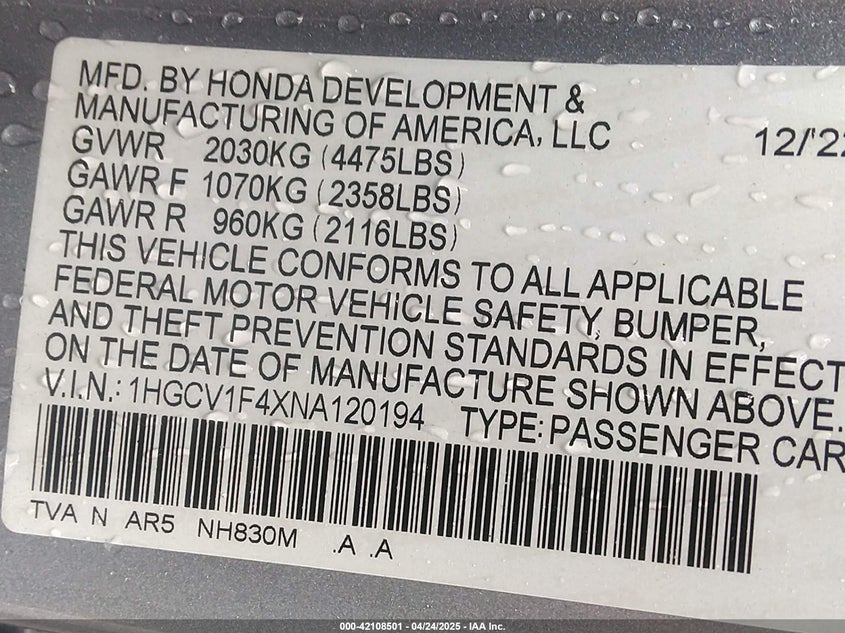 MFD. BY HONDA DEVELOPMENT &
MANUFACTURING OF AMERICA, LLC
12/'22
GVWR 2030KG (4475LBS)
GAWR F 1070KG (2358LBS)
GAWR R 960KG (2116LBS)
THIS VEHICLE CONFORMS TO ALL APPLICABLE
FEDERAL MOTOR VEHICLE SAFETY, BUMPER,
AND THEFT PREVENTION STANDARDS IN EFFECT
ON THE DATE OF MANUFACTURE SHOWN ABOVE.
V.I.N.: 1HGCV1F4XNA120194 TYPE: PASSENGER CAR
TVA N AR5 NH830M .A .A
000-42108501 - 04/24/2025 - IAA Inc.